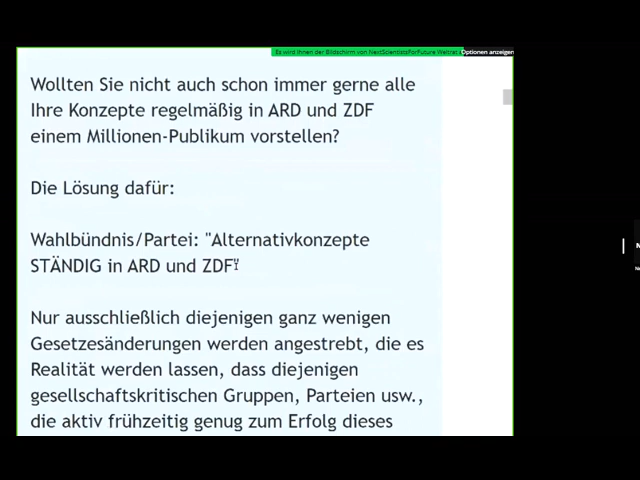 Es wird Ihnen der Bildschirm von NextScientistsForFuture Weltrat Optionen anzeigen
Wollten Sie nicht auch schon immer gerne alle
Ihre Konzepte regelmäßig in ARD und ZDF
einem Millionen-Publikum vorstellen?
Die Lösung dafür:
Wahlbündnis/Partei: "Alternativkonzepte
STÄNDIG in ARD und ZDF"
Nur ausschließlich diejenigen ganz wenigen
Gesetzesänderungen werden angestrebt, die es
Realität werden lassen, dass diejenigen
gesellschaftskritischen Gruppen, Parteien usw.,
die aktiv frühzeitig genug zum Erfolg dieses